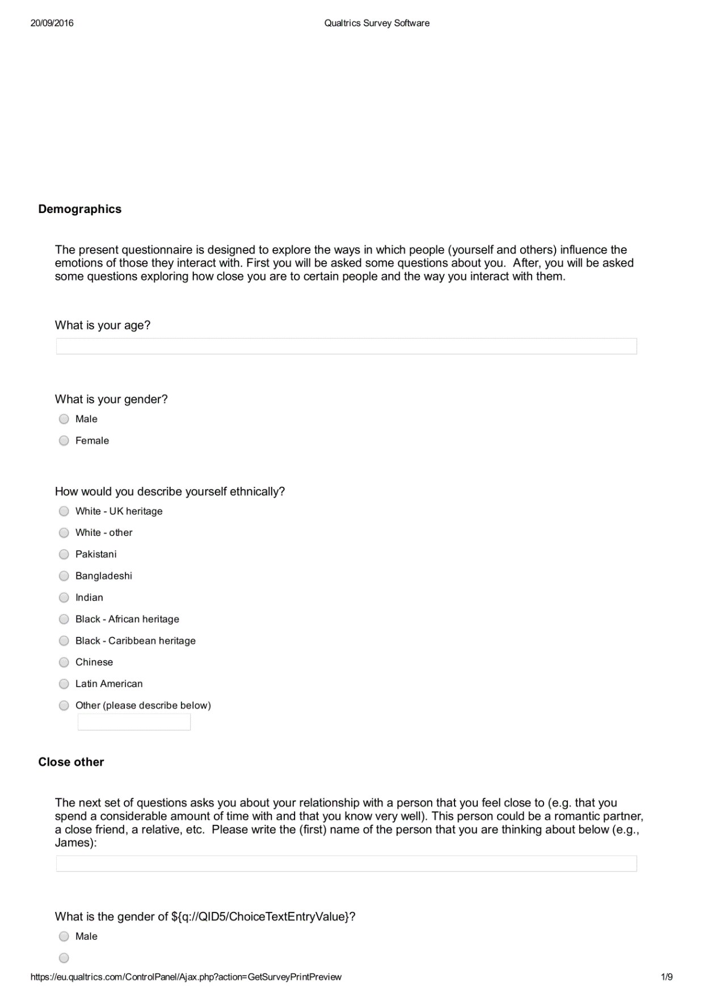 20/09/2016
Qualtrics Survey Software
Demographics
The present questionnaire is designed to explore the ways in which people (yourself and others) influence the
emotions of those they interact with. First you will be asked some questions about you.  After, you will be asked
some questions exploring how close you are to certain people and the way you interact with them.
What is your age?
What is your gender?
Male
Female
How would you describe yourself ethnically?
White - UK heritage
White - other
Pakistani
Bangladeshi
Indian
Black - African heritage
Black - Caribbean heritage
Chinese
Latin American
Other (please describe below)
Close other
The next set of questions asks you about your relationship with a person that you feel close to (e.g. that you
spend a considerable amount of time with and that you know very well). This person could be a romantic partner,
a close friend, a relative, etc.  Please write the (first) name of the person that you are thinking about below (e.g.,
James):
What is the gender of ${q://QID5/ChoiceTextEntryValue}?
Male
https://eu.qualtrics.com/ControlPanel/Ajax.php?action=GetSurveyPrintPreview
1/9